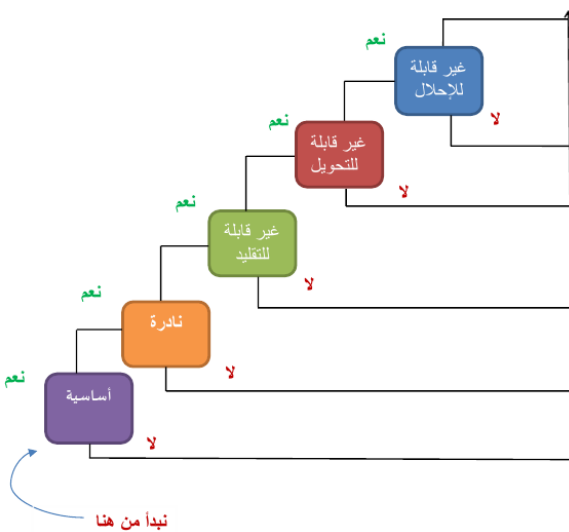 نعم
غير قابلة
للإحلال
لا
نعم
غير قابلة
للتحويل
لا
نعم
غير قابلة
للتقليد
لا
نعم
نادرة
لا
نعم
أساسية
لا
نبدأ من هنا